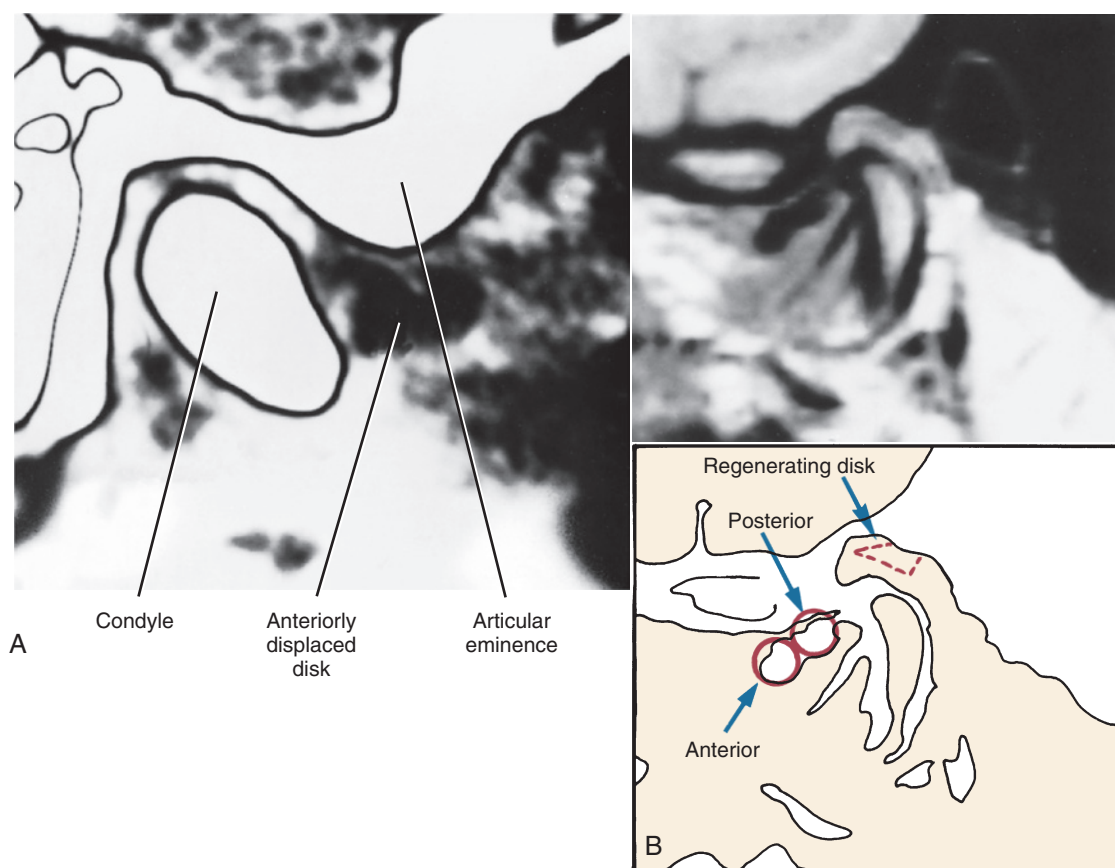 Condyle
Anteriorly
displaced
disk
Articular
eminence
A
Regenerating disk
Posterior
Anterior
B